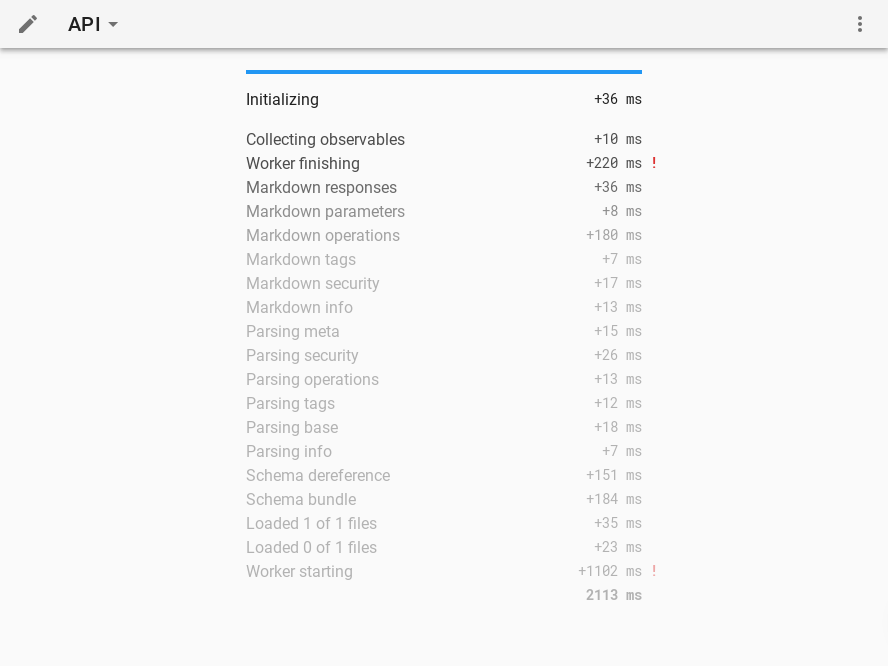 API
Initializing +36 ms
Collecting observables +10 ms
Worker finishing +220 ms !
Markdown responses +36 ms
Markdown parameters +8 ms
Markdown operations +180 ms
Markdown tags +7 ms
Markdown security +17 ms
Markdown info +13 ms
Parsing meta +15 ms
Parsing security +26 ms
Parsing operations +13 ms
Parsing tags +12 ms
Parsing base +18 ms
Parsing info +7 ms
Schema dereference +151 ms
Schema bundle +184 ms
Loaded 1 of 1 files +35 ms
Loaded 0 of 1 files +23 ms
Worker starting +1102 ms !
2113 ms